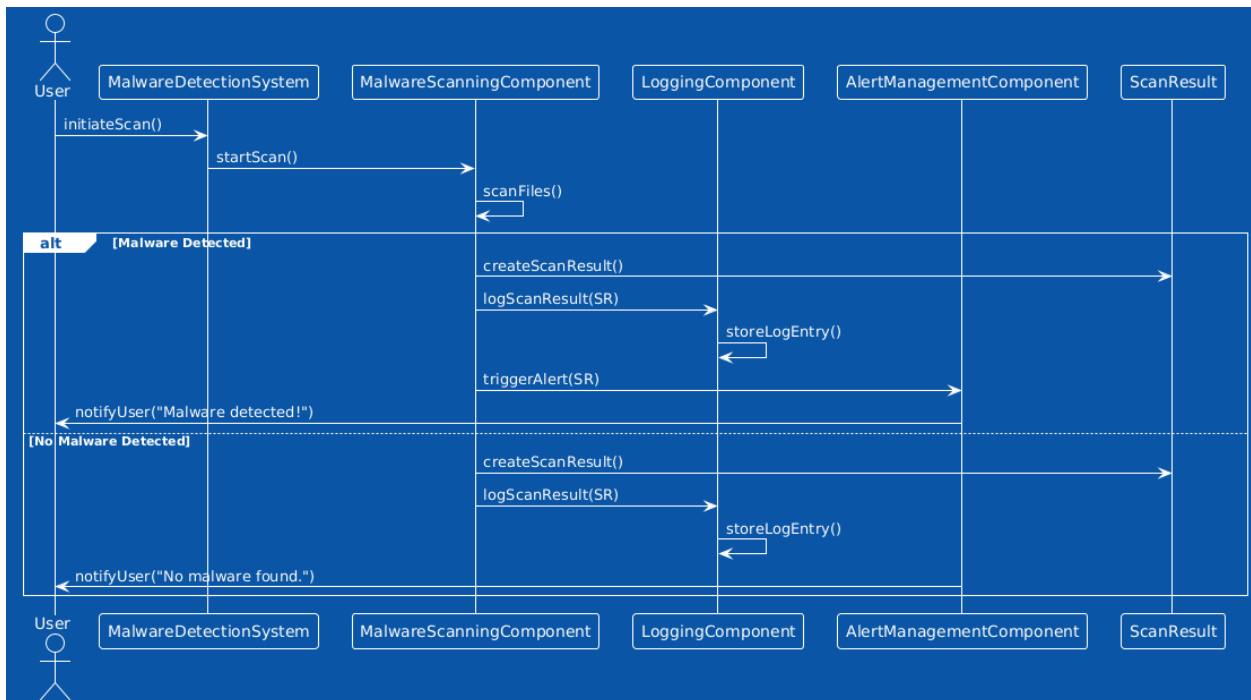 User
MalwareDetectionSystem
MalwareScanningComponent
LoggingComponent
AlertManagementComponent
ScanResult
initiateScan()
startScan()
scanFiles()
alt
[Malware Detected]
createScanResult()
logScanResult(SR)
storeLogEntry()
triggerAlert(SR)
notifyUser("Malware detected!")
[No Malware Detected]
createScanResult()
logScanResult(SR)
storeLogEntry()
notifyUser("No malware found.")
User
MalwareDetectionSystem
MalwareScanningComponent
LoggingComponent
AlertManagementComponent
ScanResult